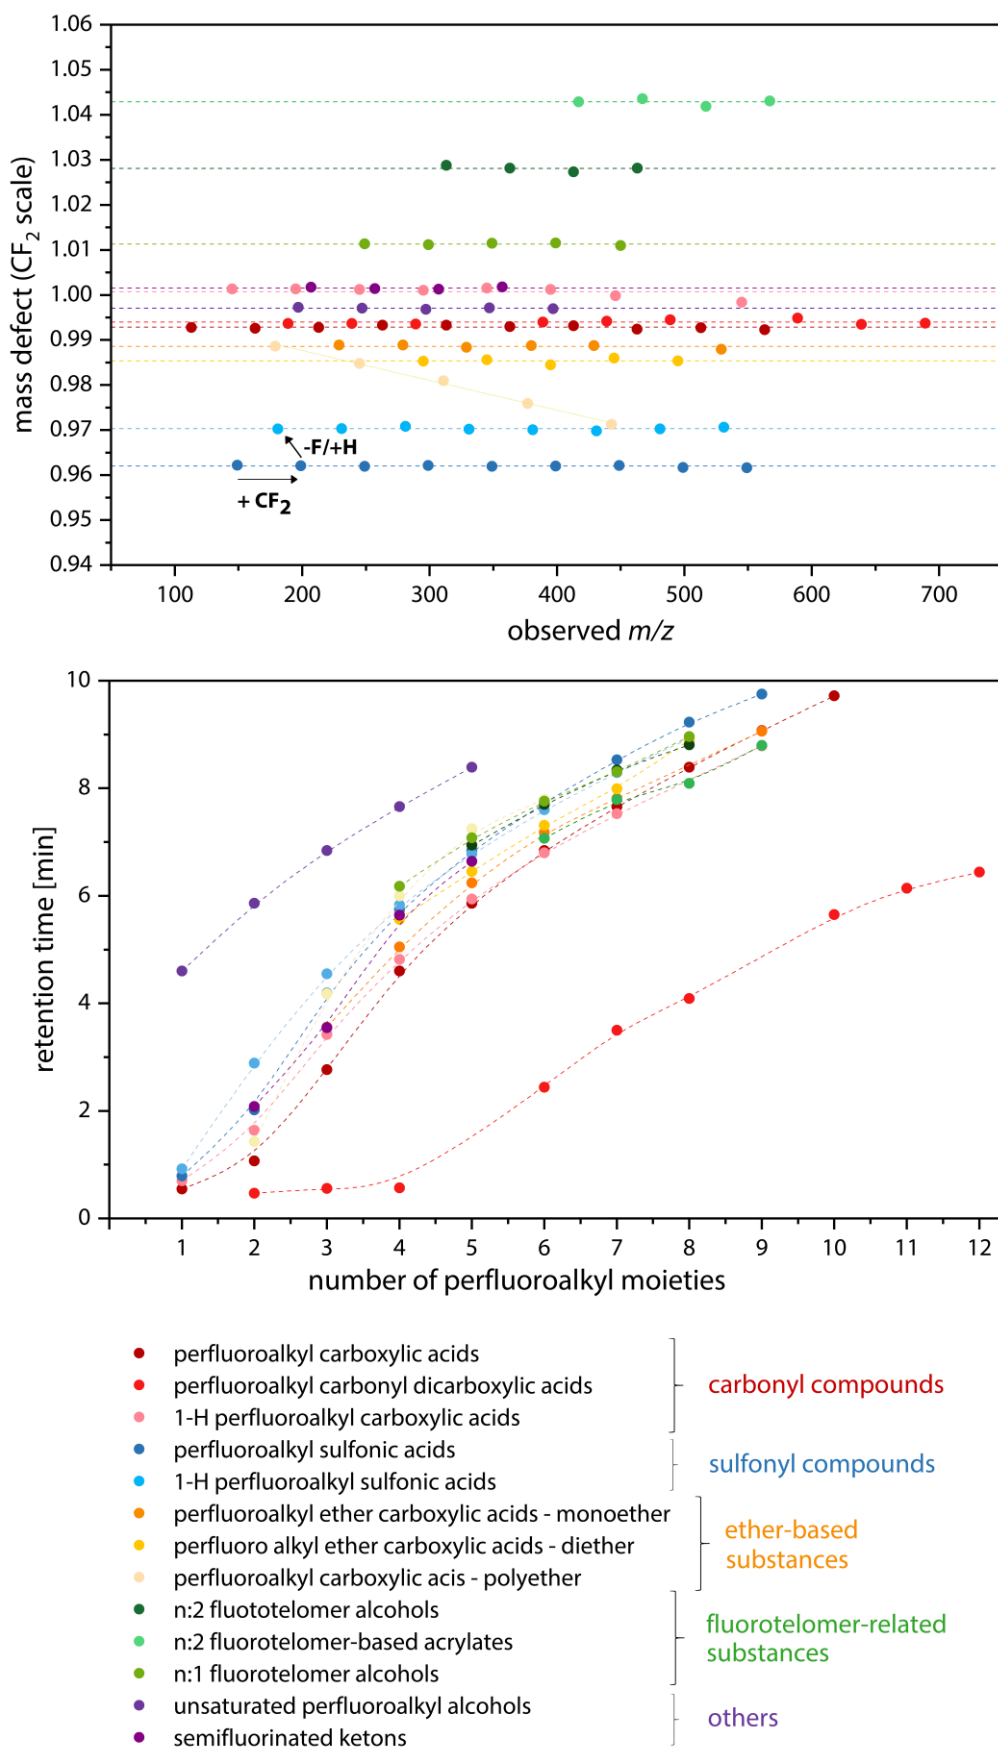 1.06
1.05
1.04
1.03
1.02
1.01
1.00
0.99
0.98
0.97
0.96
0.95
0.94
mass defect (CF2 scale)
-F/+H
+ CF2
100 200 300 400 500 600 700
observed m/z
10
8
6
4
2
0
retention time [min]
1 2 3 4 5 6 7 8 9 10 11 12
number of perfluoroalkyl moieties
perfluoroalkyl carboxylic acids
perfluoroalkyl carbonyl dicarboxylic acids
1-H perfluoroalkyl carboxylic acids
carbonyl compounds
perfluoroalkyl sulfonic acids
1-H perfluoroalkyl sulfonic acids
sulfonyl compounds
perfluoroalkyl ether carboxylic acids - monoether
perfluoro alkyl ether carboxylic acids - diether
perfluoroalkyl carboxylic acis - polyether
ether-based
substances
n:2 fluototelomer alcohols
n:2 fluorotelomer-based acrylates
n:1 fluorotelomer alcohols
fluorotelomer-related
substances
unsaturated perfluoroalkyl alcohols
semifluorinated ketons
others